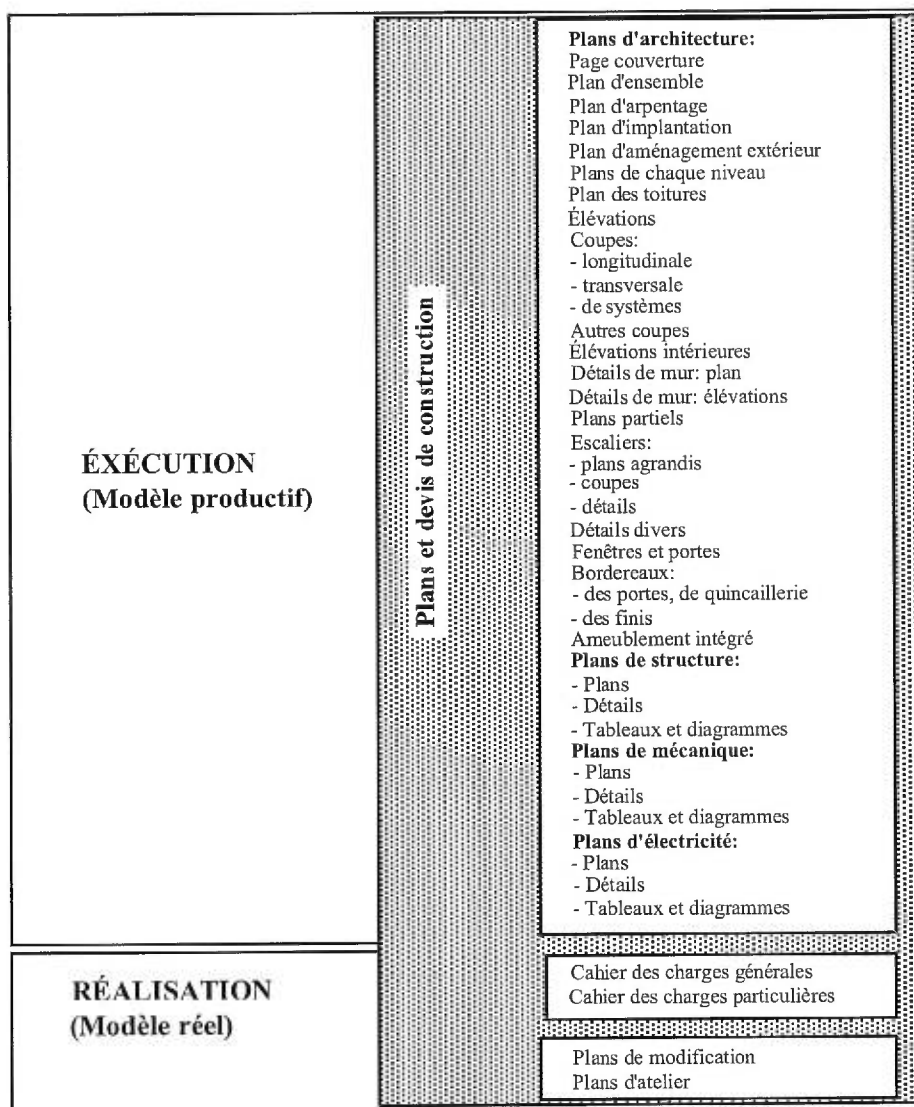 ÉXÉCUTION
(Modèle productif)
Plans et devis de construction
Plans d'architecture:
Page couverture
Plan d'ensemble
Plan d'arpentage
Plan d'implantation
Plan d'aménagement extérieur
Plans de chaque niveau
Plan des toitures
Élévations
Coupes:
- longitudinale
- transversale
- de systèmes
Autres coupes
Élévations intérieures
Détails de mur: plan
Détails de mur: élévations
Plans partiels
Escaliers:
- plans agrandis
- coupes
- détails
Détails divers
Fenêtres et portes
Bordereaux:
- des portes, de quincaillerie
- des finis
Ameublement intégré
Plans de structure:
- Plans
- Détails
- Tableaux et diagrammes
Plans de mécanique:
- Plans
- Détails
- Tableaux et diagrammes
Plans d'électricité:
- Plans
- Détails
- Tableaux et diagrammes
RÉALISATION
(Modèle réel)
Cahier des charges générales
Cahier des charges particulières
Plans de modification
Plans d'atelier